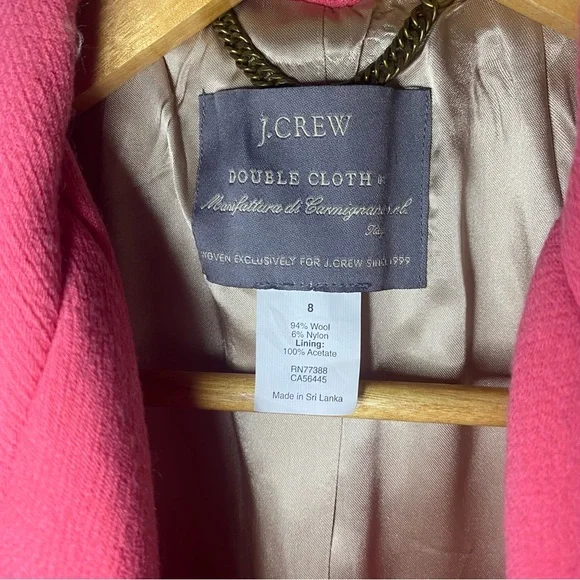 J.CREW
DOUBLE CLOTH
Manifattura di Carmignano
Italy
WOVEN EXCLUSIVELY FOR J.CREW SINCE 1999
8
94% Wool
6% Nylon
Lining:
100% Acetate
RN77388
CA56445
Made in Sri Lanka